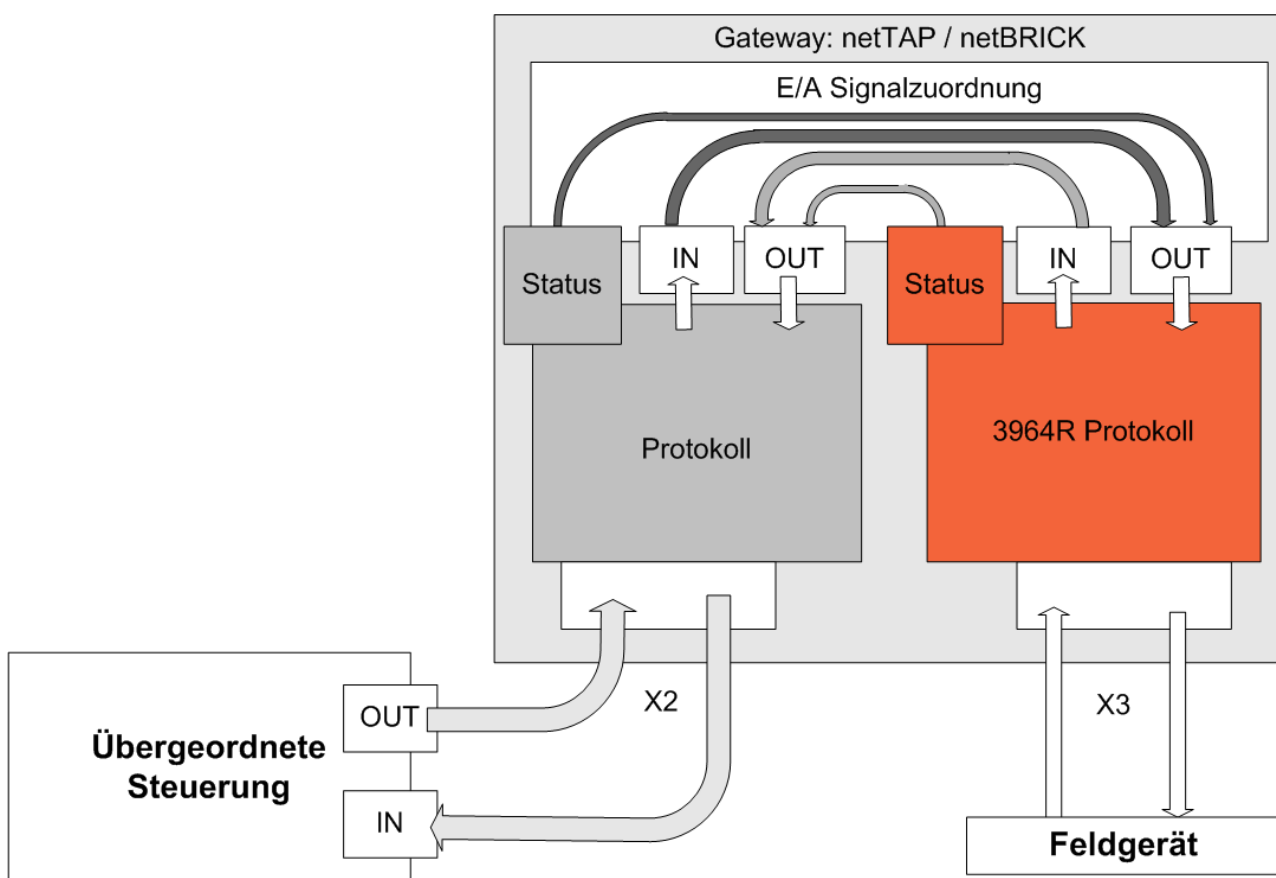 Gateway: netTAP / netBRICK
E/A Signalzuordnung
Status
IN
OUT
Status
IN
OUT
Protokoll
3964R Protokoll
X2
X3
OUT
Übergeordnete
Steuerung
IN
Feldgerät